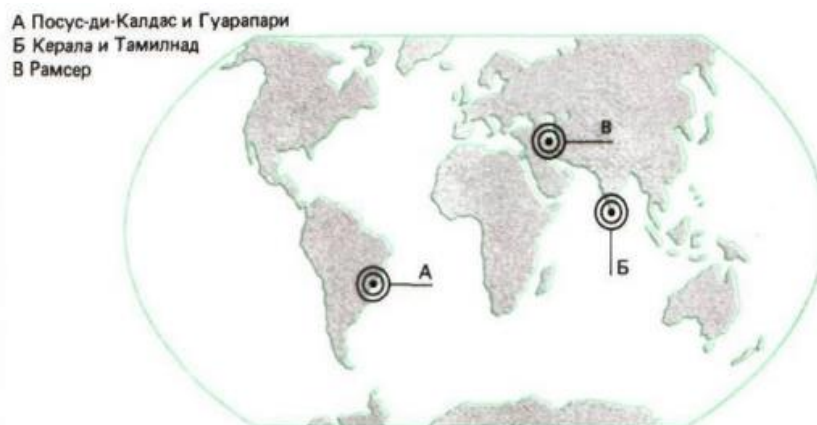 А Посус-ди-Калдас и Гуарапари
Б Керала и Тамилнад
В Рамсер
В
Б
А